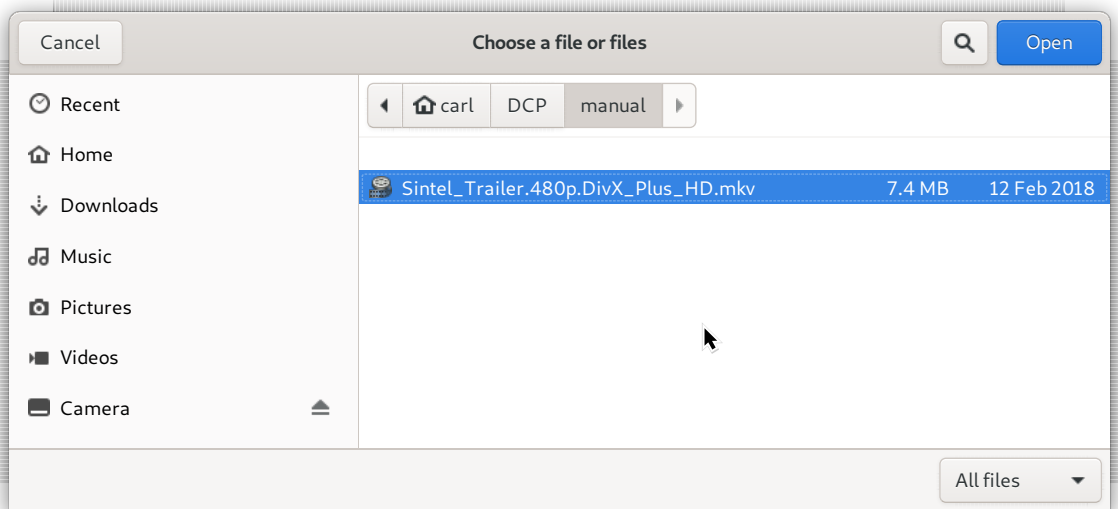 Cancel Choose a file or files Open
Recent
Home
Downloads
Music
Pictures
Videos
Camera
carl DCP manual
Sintel_Trailer.480p.DivX_Plus_HD.mkv 7.4 MB 12 Feb 2018
All files